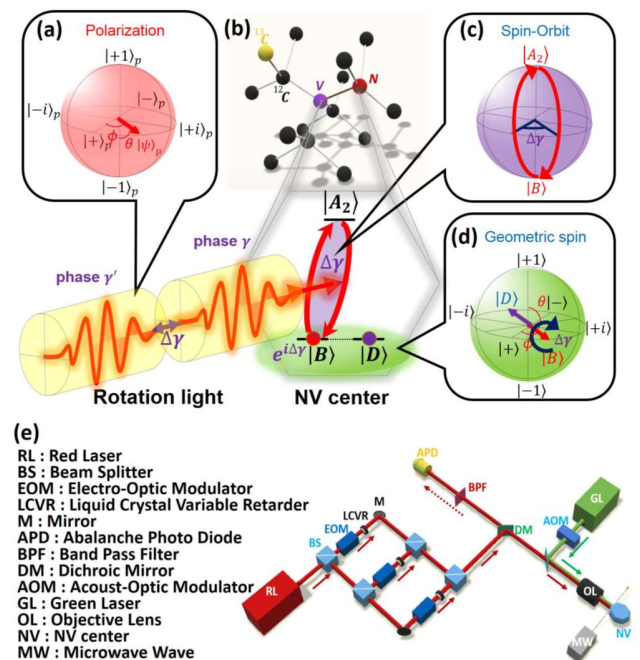 (a)
Polarization
|+1⟩ₚ
|−i⟩ₚ
|−⟩ₚ
|+i⟩ₚ
|+⟩ₚ
ϕ
θ
|ψ⟩ₚ
|−1⟩ₚ
(b)
¹³C
¹²C
V
N
(c)
Spin-Orbit
|A₂⟩
Δγ
|B⟩
|A₂⟩
Δγ
phase γ
phase γ'
Δγ
e^{iΔγ}
|B⟩
|D⟩
Rotation light
NV center
(d)
Geometric spin
|+1⟩
|−i⟩
|D⟩
θ
|−⟩
|+i⟩
|+⟩
ϕ
Δγ
|B⟩
|−1⟩
(e)
RL : Red Laser
BS : Beam Splitter
EOM : Electro-Optic Modulator
LCVR : Liquid Crystal Variable Retarder
M : Mirror
APD : Abalanche Photo Diode
BPF : Band Pass Filter
DM : Dichroic Mirror
AOM : Acoust-Optic Modulator
GL : Green Laser
OL : Objective Lens
NV : NV center
MW : Microwave Wave
APD
BPF
GL
M
LCVR
EOM
BS
DM
AOM
RL
OL
NV
MW